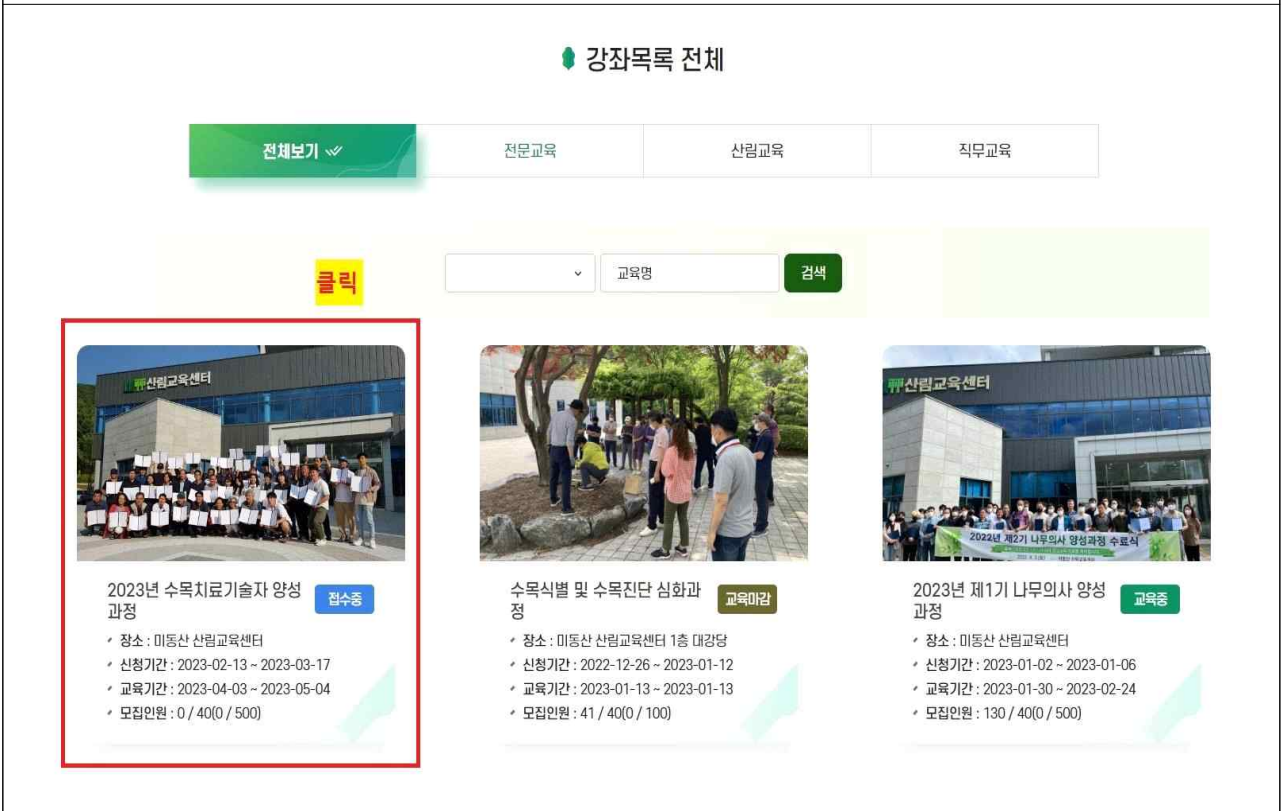 강좌목록 전체
전체보기
전문교육
산림교육
직무교육
클릭
교육명
검색
산림교육센터
산림교육센터
2022년 제2기 나무의사 양성과정 수료식
2023년 수목치료기술자 양성
과정
접수중
장소 : 미동산 산림교육센터
신청기간 : 2023-02-13 ~ 2023-03-17
교육기간 : 2023-04-03 ~ 2023-05-04
모집인원 : 0 / 40(0 / 500)
수목식별 및 수목진단 심화과
정
교육마감
장소 : 미동산 산림교육센터 1층 대강당
신청기간 : 2022-12-26 ~ 2023-01-12
교육기간 : 2023-01-13 ~ 2023-01-13
모집인원 : 41 / 40(0 / 100)
2023년 제1기 나무의사 양성
과정
교육중
장소 : 미동산 산림교육센터
신청기간 : 2023-01-02 ~ 2023-01-06
교육기간 : 2023-01-30 ~ 2023-02-24
모집인원 : 130 / 40(0 / 500)